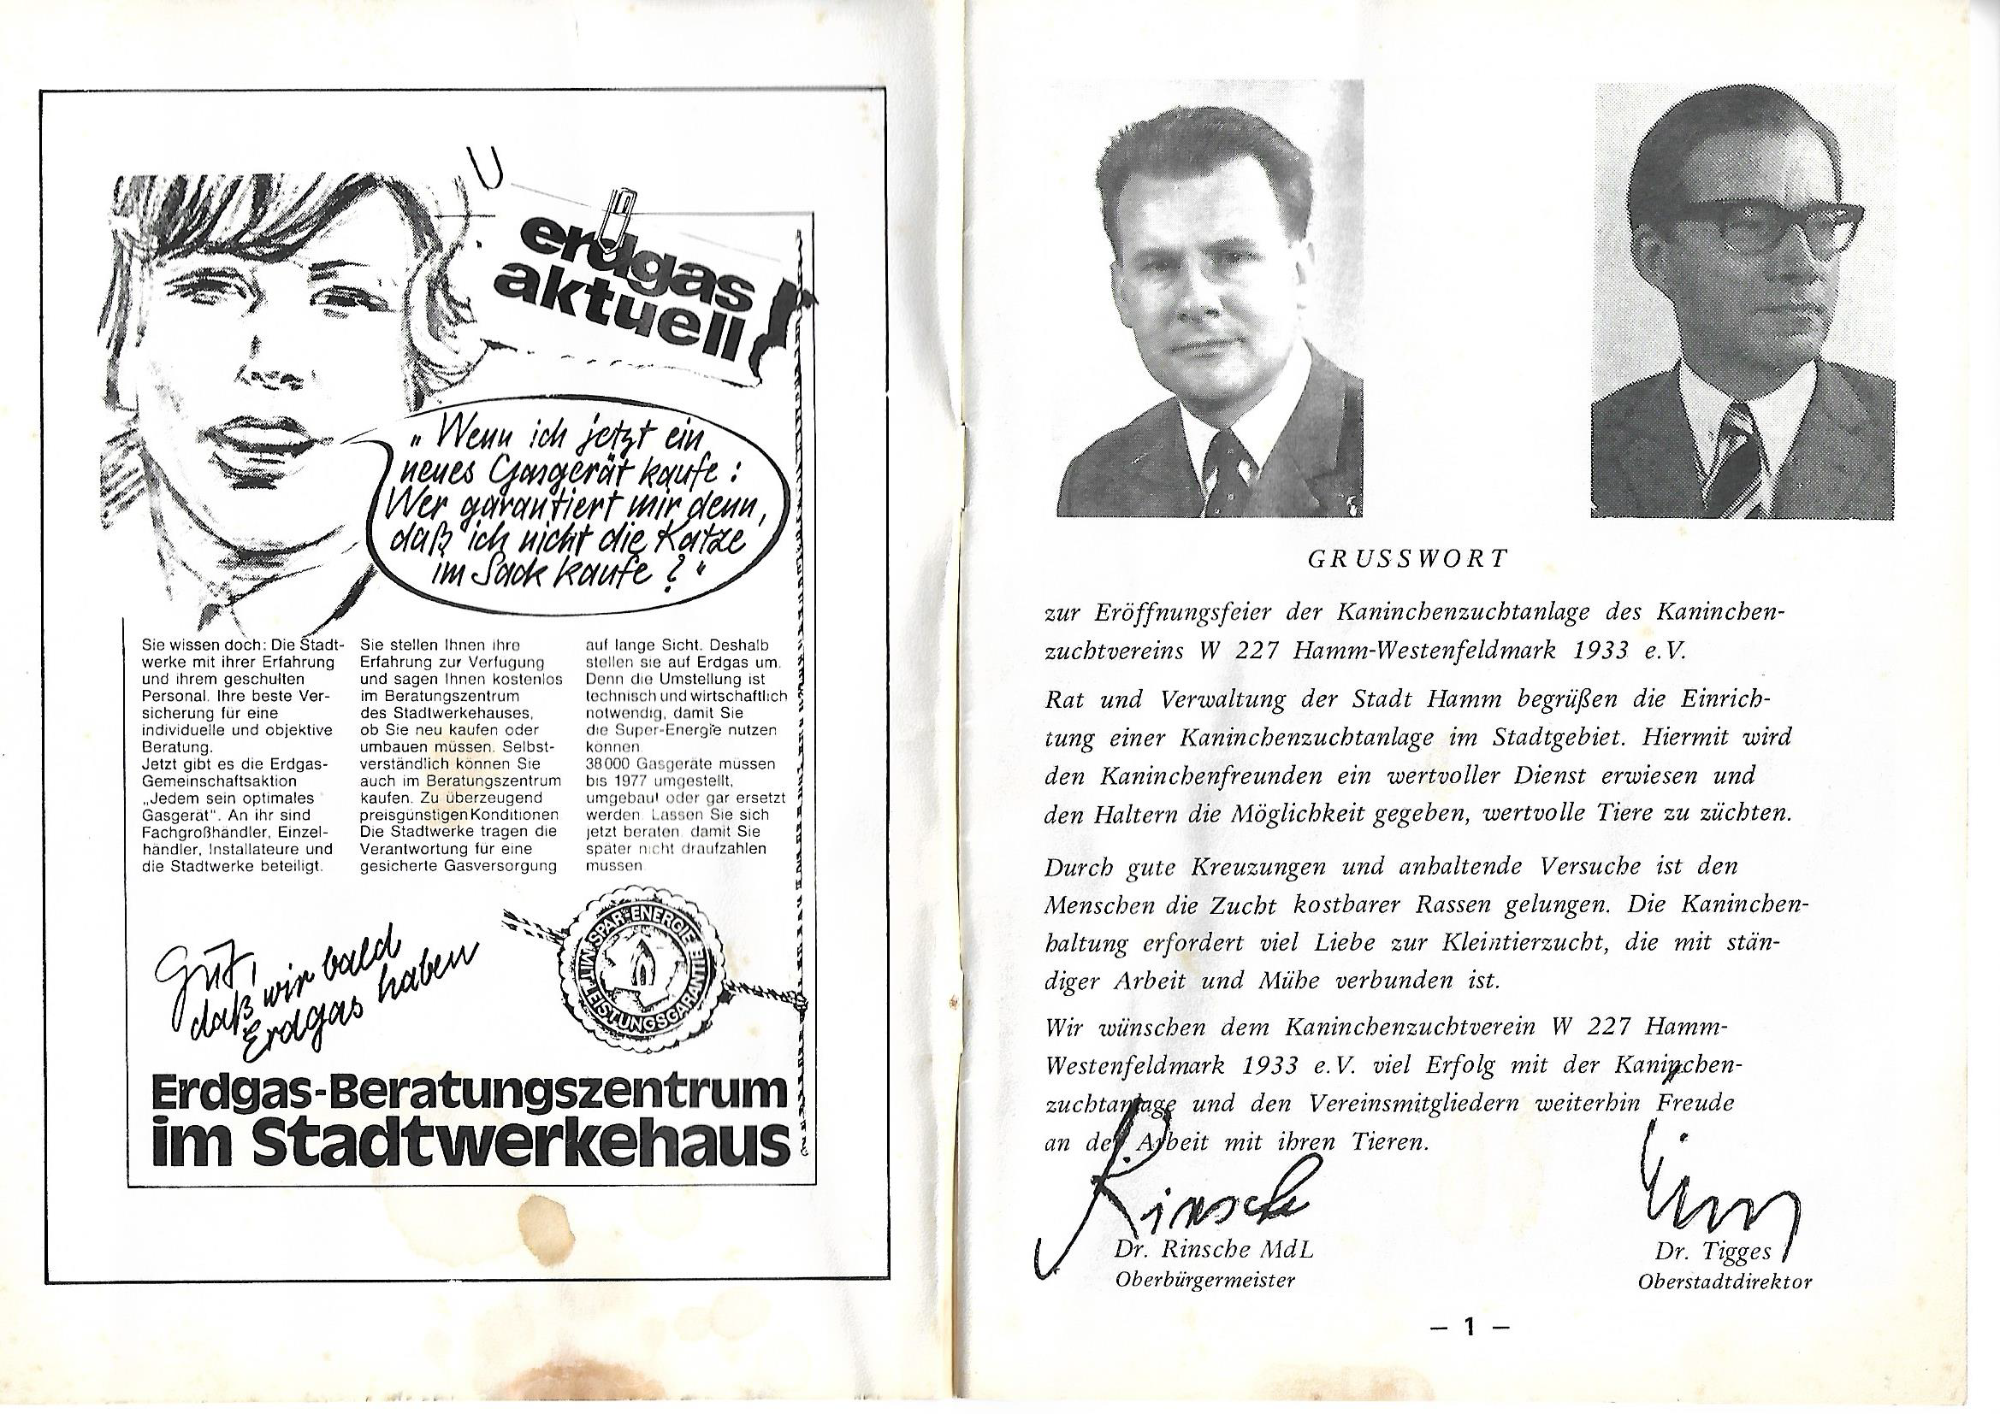 erdgas
aktuell
„Wenn ich jetzt ein
neues Gasgerät kaufe:
Wer garantiert mir denn,
daß ich nicht die Katze
im Sack kaufe?“
Sie wissen doch: Die Stadt-
werke mit ihrer Erfahrung
und ihrem geschulten
Personal. Ihre beste Ver-
sicherung für eine
individuelle und objektive
Beratung.
Jetzt gibt es die Erdgas-
Gemeinschaftsaktion
„Jedem sein optimales
Gasgerät“. An ihr sind
Fachgroßhändler, Einzel-
händler, Installateure und
die Stadtwerke beteiligt.
Sie stellen Ihnen ihre
Erfahrung zur Verfügung
und sagen Ihnen kostenlos
im Beratungszentrum
des Stadtwerkehauses,
ob Sie neu kaufen oder
umbauen müssen. Selbst-
verständlich können Sie
auch im Beratungszentrum
kaufen. Zu überzeugend
preisgünstigen Konditionen
Die Stadtwerke tragen die
Verantwortung für eine
gesicherte Gasversorgung
auf lange Sicht. Deshalb
stellen sie auf Erdgas um.
Denn die Umstellung ist
technisch und wirtschaftlich
notwendig, damit Sie
die Super-Energie nutzen
können.
38000 Gasgeräte müssen
bis 1977 umgestellt,
umgebaut oder gar ersetzt
werden. Lassen Sie sich
jetzt beraten, damit Sie
später nicht draufzahlen
müssen.
Gut,
daß wir bald
Erdgas haben
SPAR-ENERGIE
MIT LEISTUNGSGARANTIE
Erdgas-Beratungszentrum
im Stadtwerkehaus
GRUSSWORT
zur Eröffnungsfeier der Kaninchenzuchtanlage des Kaninchen-
zuchtvereins W 227 Hamm-Westenfeldmark 1933 e.V.
Rat und Verwaltung der Stadt Hamm begrüßen die Einrich-
tung einer Kaninchenzuchtanlage im Stadtgebiet. Hiermit wird
den Kaninchenfreunden ein wertvoller Dienst erwiesen und
den Haltern die Möglichkeit gegeben, wertvolle Tiere zu züchten.
Durch gute Kreuzungen und anhaltende Versuche ist den
Menschen die Zucht kostbarer Rassen gelungen. Die Kaninchen-
haltung erfordert viel Liebe zur Kleintierzucht, die mit stän-
diger Arbeit und Mühe verbunden ist.
Wir wünschen dem Kaninchenzuchtverein W 227 Hamm-
Westenfeldmark 1933 e.V. viel Erfolg mit der Kaninchen-
zuchtanlage und den Vereinsmitgliedern weiterhin Freude
an der Arbeit mit ihren Tieren.
Rinsche
Dr. Rinsche MdL
Oberbürgermeister
Dr. Tigges
Oberstadtdirektor
– 1 –